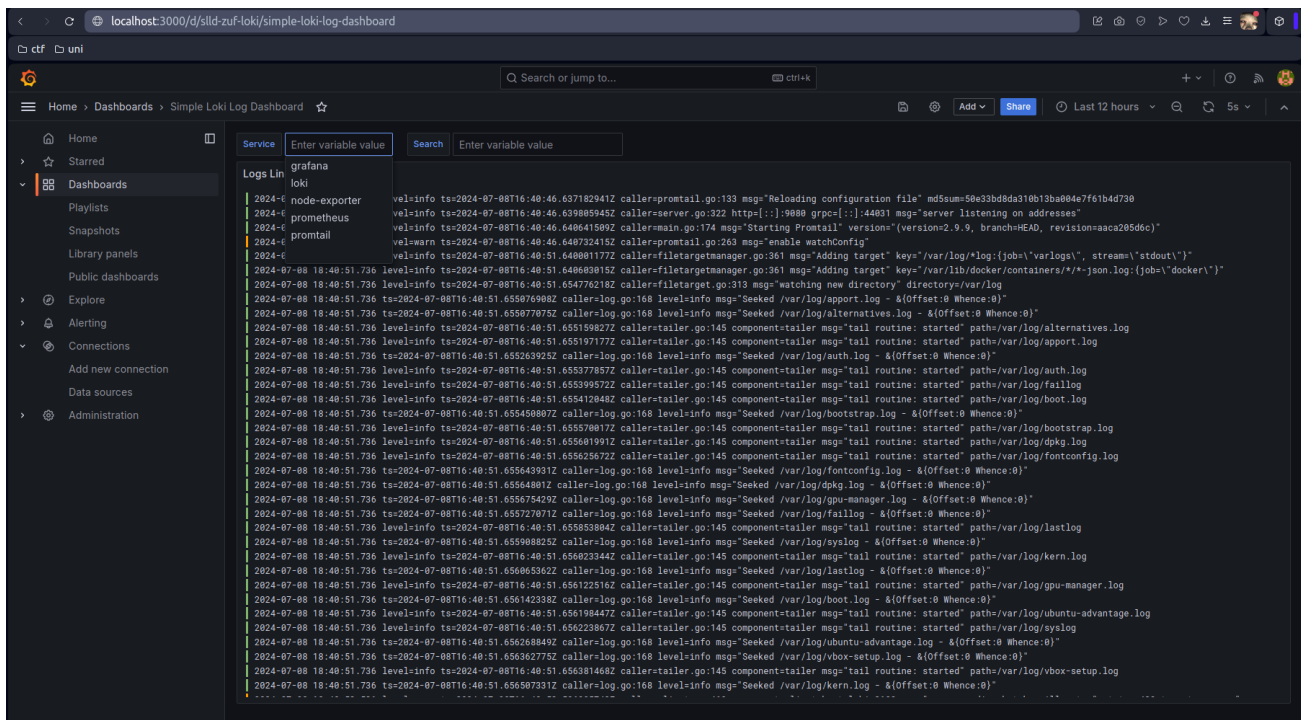 localhost:3000/d/slld-zuf-loki/simple-loki-log-dashboard
ctf uni
Search or jump to... ctrl+k
Home › Dashboards › Simple Loki Log Dashboard Add Share Last 12 hours 5s
Home
Starred
Dashboards
Playlists
Snapshots
Library panels
Public dashboards
Explore
Alerting
Connections
Add new connection
Data sources
Administration
Service Enter variable value Search Enter variable value
grafana
loki
node-exporter
prometheus
promtail
Logs Lin
2024-0 vel=info ts=2024-07-08T16:40:46.637182941Z caller=promtail.go:133 msg="Reloading configuration file" md5sum=50e33bd8da310b13ba004e7f61b4d730
2024-0 vel=info ts=2024-07-08T16:40:46.639805945Z caller=server.go:322 http=[::]:9080 grpc=[::]:44031 msg="server listening on addresses"
2024-0 vel=info ts=2024-07-08T16:40:46.640641509Z caller=main.go:174 msg="Starting Promtail" version="(version=2.9.9, branch=HEAD, revision=aaca205d6c)"
2024-0 vel=warn ts=2024-07-08T16:40:46.640732415Z caller=promtail.go:263 msg="enable watchConfig"
2024-0 vel=info ts=2024-07-08T16:40:51.640001177Z caller=filetargetmanager.go:361 msg="Adding target" key="/var/log/*log:{job=\"varlogs\", stream=\"stdout\"}"
2024-07-08 18:40:51.736 level=info ts=2024-07-08T16:40:51.640603015Z caller=filetargetmanager.go:361 msg="Adding target" key="/var/lib/docker/containers/*/*-json.log:{job=\"docker\"}"
2024-07-08 18:40:51.736 level=info ts=2024-07-08T16:40:51.654776218Z caller=filetarget.go:313 msg="watching new directory" directory=/var/log
2024-07-08 18:40:51.736 ts=2024-07-08T16:40:51.655076908Z caller=log.go:168 level=info msg="Seeked /var/log/apport.log - &{Offset:0 Whence:0}"
2024-07-08 18:40:51.736 ts=2024-07-08T16:40:51.655077075Z caller=log.go:168 level=info msg="Seeked /var/log/alternatives.log - &{Offset:0 Whence:0}"
2024-07-08 18:40:51.736 level=info ts=2024-07-08T16:40:51.655159827Z caller=tailer.go:145 component=tailer msg="tail routine: started" path=/var/log/alternatives.log
2024-07-08 18:40:51.736 level=info ts=2024-07-08T16:40:51.655197177Z caller=tailer.go:145 component=tailer msg="tail routine: started" path=/var/log/apport.log
2024-07-08 18:40:51.736 ts=2024-07-08T16:40:51.655263925Z caller=log.go:168 level=info msg="Seeked /var/log/auth.log - &{Offset:0 Whence:0}"
2024-07-08 18:40:51.736 level=info ts=2024-07-08T16:40:51.655377857Z caller=tailer.go:145 component=tailer msg="tail routine: started" path=/var/log/auth.log
2024-07-08 18:40:51.736 level=info ts=2024-07-08T16:40:51.655399572Z caller=tailer.go:145 component=tailer msg="tail routine: started" path=/var/log/faillog
2024-07-08 18:40:51.736 level=info ts=2024-07-08T16:40:51.655412048Z caller=tailer.go:145 component=tailer msg="tail routine: started" path=/var/log/boot.log
2024-07-08 18:40:51.736 ts=2024-07-08T16:40:51.655450807Z caller=log.go:168 level=info msg="Seeked /var/log/bootstrap.log - &{Offset:0 Whence:0}"
2024-07-08 18:40:51.736 level=info ts=2024-07-08T16:40:51.655570017Z caller=tailer.go:145 component=tailer msg="tail routine: started" path=/var/log/bootstrap.log
2024-07-08 18:40:51.736 level=info ts=2024-07-08T16:40:51.655601991Z caller=tailer.go:145 component=tailer msg="tail routine: started" path=/var/log/dpkg.log
2024-07-08 18:40:51.736 level=info ts=2024-07-08T16:40:51.655625672Z caller=tailer.go:145 component=tailer msg="tail routine: started" path=/var/log/fontconfig.log
2024-07-08 18:40:51.736 ts=2024-07-08T16:40:51.655643931Z caller=log.go:168 level=info msg="Seeked /var/log/fontconfig.log - &{Offset:0 Whence:0}"
2024-07-08 18:40:51.736 ts=2024-07-08T16:40:51.65564801Z caller=log.go:168 level=info msg="Seeked /var/log/dpkg.log - &{Offset:0 Whence:0}"
2024-07-08 18:40:51.736 ts=2024-07-08T16:40:51.655675429Z caller=log.go:168 level=info msg="Seeked /var/log/gpu-manager.log - &{Offset:0 Whence:0}"
2024-07-08 18:40:51.736 ts=2024-07-08T16:40:51.655727071Z caller=log.go:168 level=info msg="Seeked /var/log/faillog - &{Offset:0 Whence:0}"
2024-07-08 18:40:51.736 level=info ts=2024-07-08T16:40:51.655853804Z caller=tailer.go:145 component=tailer msg="tail routine: started" path=/var/log/lastlog
2024-07-08 18:40:51.736 ts=2024-07-08T16:40:51.655908825Z caller=log.go:168 level=info msg="Seeked /var/log/syslog - &{Offset:0 Whence:0}"
2024-07-08 18:40:51.736 level=info ts=2024-07-08T16:40:51.656023344Z caller=tailer.go:145 component=tailer msg="tail routine: started" path=/var/log/kern.log
2024-07-08 18:40:51.736 ts=2024-07-08T16:40:51.656065362Z caller=log.go:168 level=info msg="Seeked /var/log/lastlog - &{Offset:0 Whence:0}"
2024-07-08 18:40:51.736 level=info ts=2024-07-08T16:40:51.656122516Z caller=tailer.go:145 component=tailer msg="tail routine: started" path=/var/log/gpu-manager.log
2024-07-08 18:40:51.736 ts=2024-07-08T16:40:51.656142338Z caller=log.go:168 level=info msg="Seeked /var/log/boot.log - &{Offset:0 Whence:0}"
2024-07-08 18:40:51.736 level=info ts=2024-07-08T16:40:51.656198447Z caller=tailer.go:145 component=tailer msg="tail routine: started" path=/var/log/ubuntu-advantage.log
2024-07-08 18:40:51.736 level=info ts=2024-07-08T16:40:51.656223867Z caller=tailer.go:145 component=tailer msg="tail routine: started" path=/var/log/syslog
2024-07-08 18:40:51.736 ts=2024-07-08T16:40:51.656268849Z caller=log.go:168 level=info msg="Seeked /var/log/ubuntu-advantage.log - &{Offset:0 Whence:0}"
2024-07-08 18:40:51.736 ts=2024-07-08T16:40:51.656362775Z caller=log.go:168 level=info msg="Seeked /var/log/vbox-setup.log - &{Offset:0 Whence:0}"
2024-07-08 18:40:51.736 level=info ts=2024-07-08T16:40:51.656381468Z caller=tailer.go:145 component=tailer msg="tail routine: started" path=/var/log/vbox-setup.log
2024-07-08 18:40:51.736 ts=2024-07-08T16:40:51.656507331Z caller=log.go:168 level=info msg="Seeked /var/log/kern.log - &{Offset:0 Whence:0}"